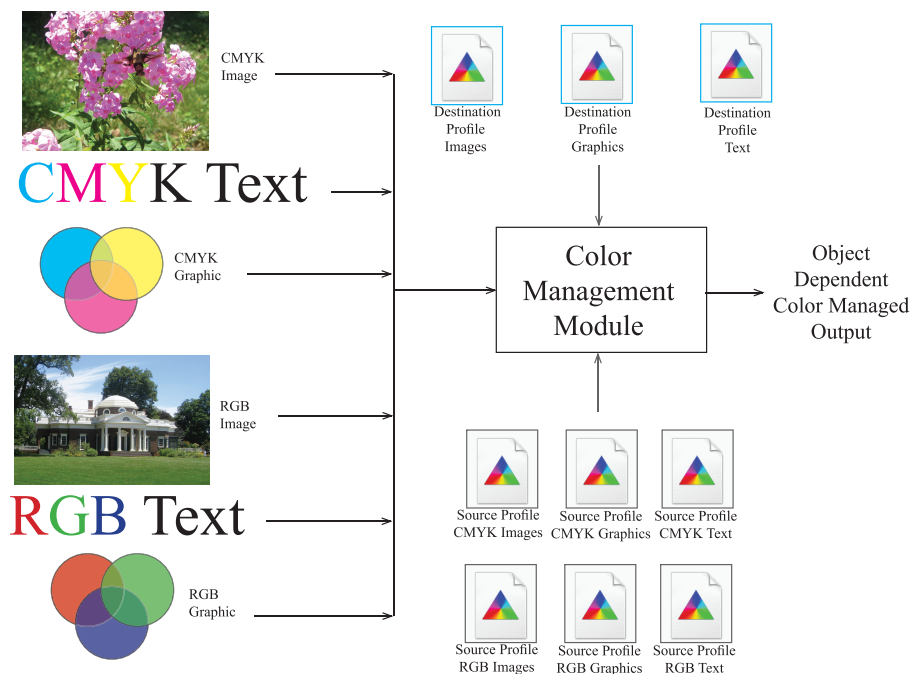 CMYK
Image
CMYK Text
CMYK
Graphic
RGB
Image
RGB Text
RGB
Graphic
Destination
Profile
Images
Destination
Profile
Graphics
Destination
Profile
Text
Color
Management
Module
Object
Dependent
Color Managed
Output
Source Profile
CMYK Images
Source Profile
CMYK Graphics
Source Profile
CMYK Text
Source Profile
RGB Images
Source Profile
RGB Graphics
Source Profile
RGB Text